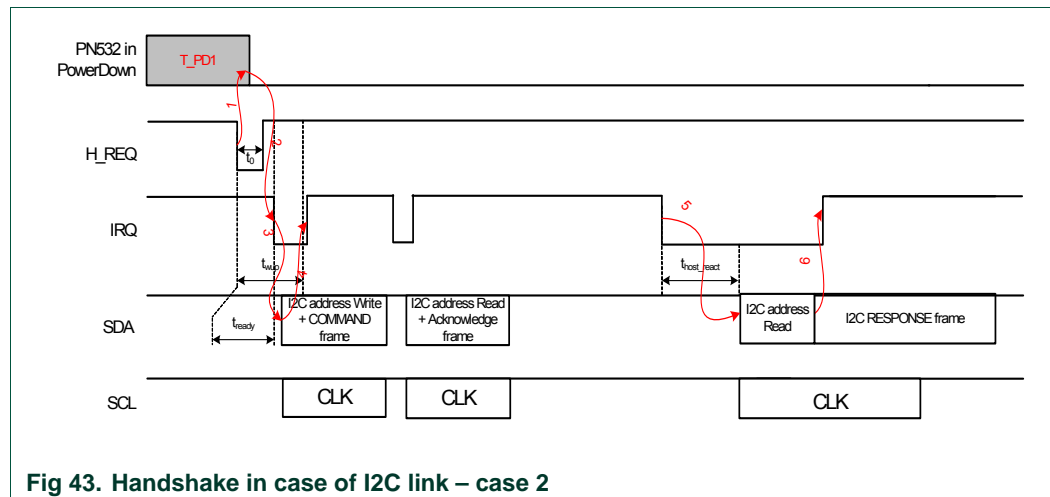 PN532 in
PowerDown
T_PD1
1
2
H_REQ
t0
IRQ
3
4
5
6
twup
thost_react
tready
SDA
I2C address Write
+ COMMAND
frame
I2C address Read
+ Acknowledge
frame
I2C address
Read
I2C RESPONSE frame
SCL
CLK
CLK
CLK
Fig 43. Handshake in case of I2C link – case 2